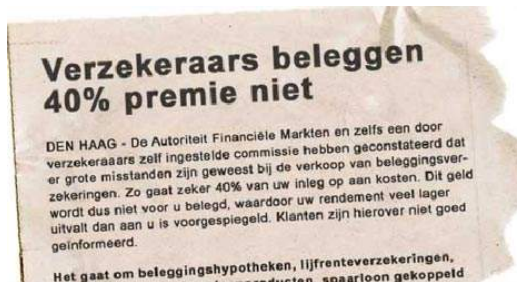 Verzekeraars beleggen
40% premie niet
DEN HAAG - De Autoriteit Financiële Markten en zelfs een door
verzekeraaars zelf ingestelde commissie hebben geconstateerd dat
er grote misstanden zijn geweest bij de verkoop van beleggingsver-
zekeringen. Zo gaat zeker 40% van uw inleg op aan kosten. Dit geld
wordt dus niet voor u belegd, waardoor uw rendement veel lager
uitvalt dan aan u is voorgespiegeld. Klanten zijn hierover niet goed
geïnformeerd.
Het gaat om beleggingshypotheken, lijfrenteverzekeringen,
spaarloon gekoppeld